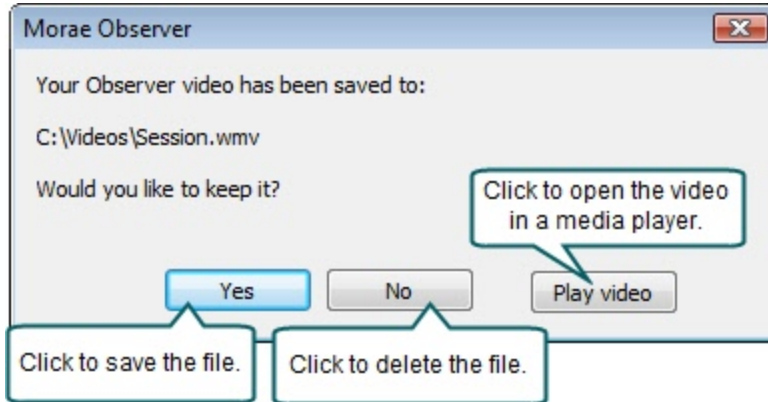 Morae Observer
Your Observer video has been saved to:
C:\Videos\Session.wmv
Would you like to keep it?
Click to open the video
in a media player.
Yes
No
Play video
Click to save the file.
Click to delete the file.